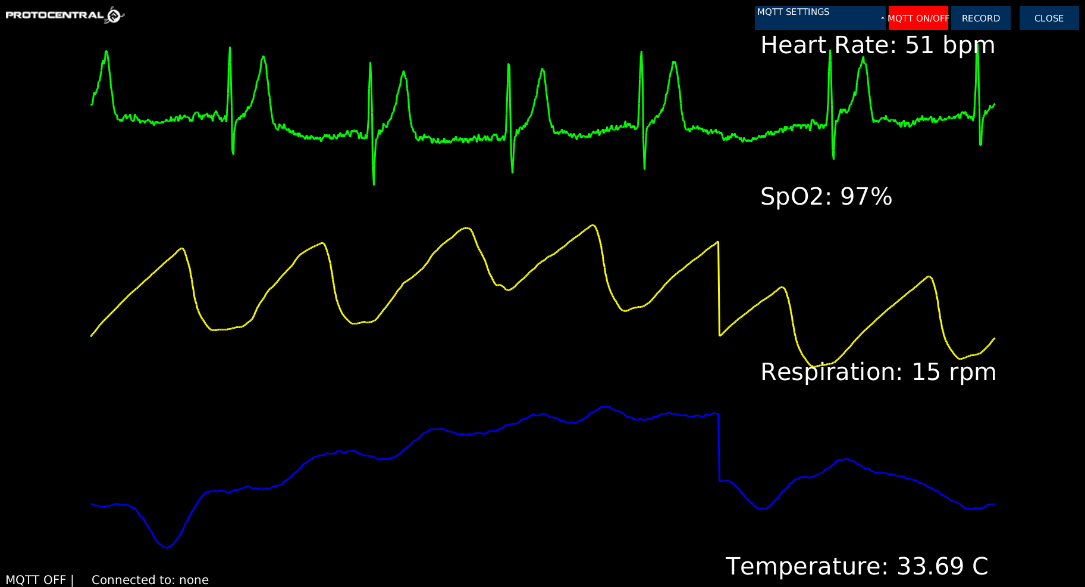 PROTOCENTRAL
MQTT SETTINGS
MQTT ON/OFF
RECORD
CLOSE
Heart Rate: 51 bpm
SpO2: 97%
Respiration: 15 rpm
Temperature: 33.69 C
MQTT OFF | Connected to: none